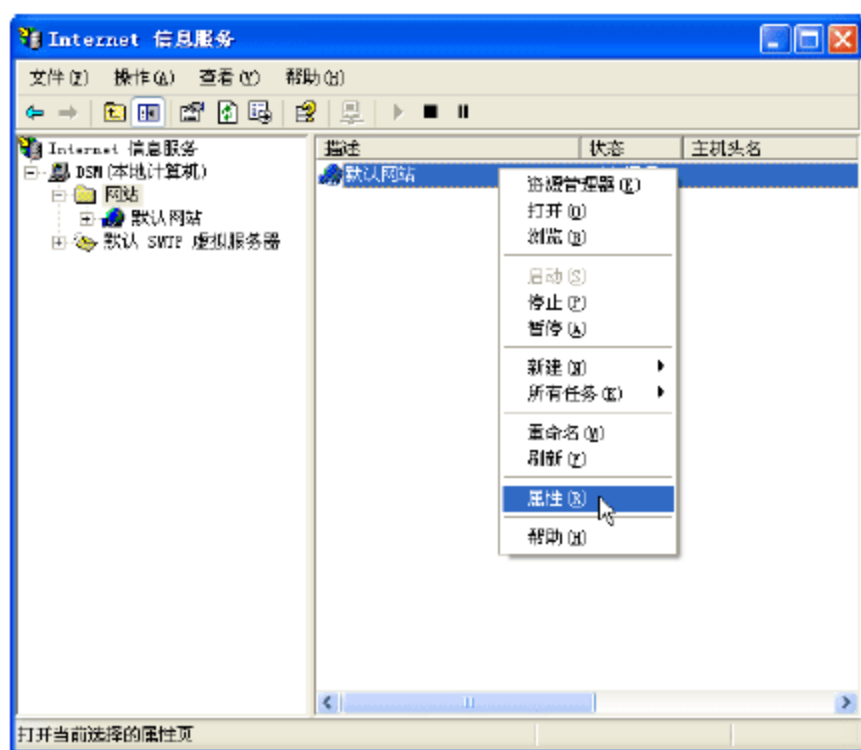 Internet 信息服务
文件(F) 操作(A) 查看(V) 帮助(H)
Internet 信息服务
DSM(本地计算机)
网站
默认网站
默认 SMTP 虚拟服务器
描述 状态 主机头名
默认网站
资源管理器(E)
打开(O)
浏览(B)
启动(S)
停止(P)
暂停(A)
新建(N)
所有任务(K)
重命名(M)
刷新(F)
属性(R)
帮助(H)
打开当前选择的属性页